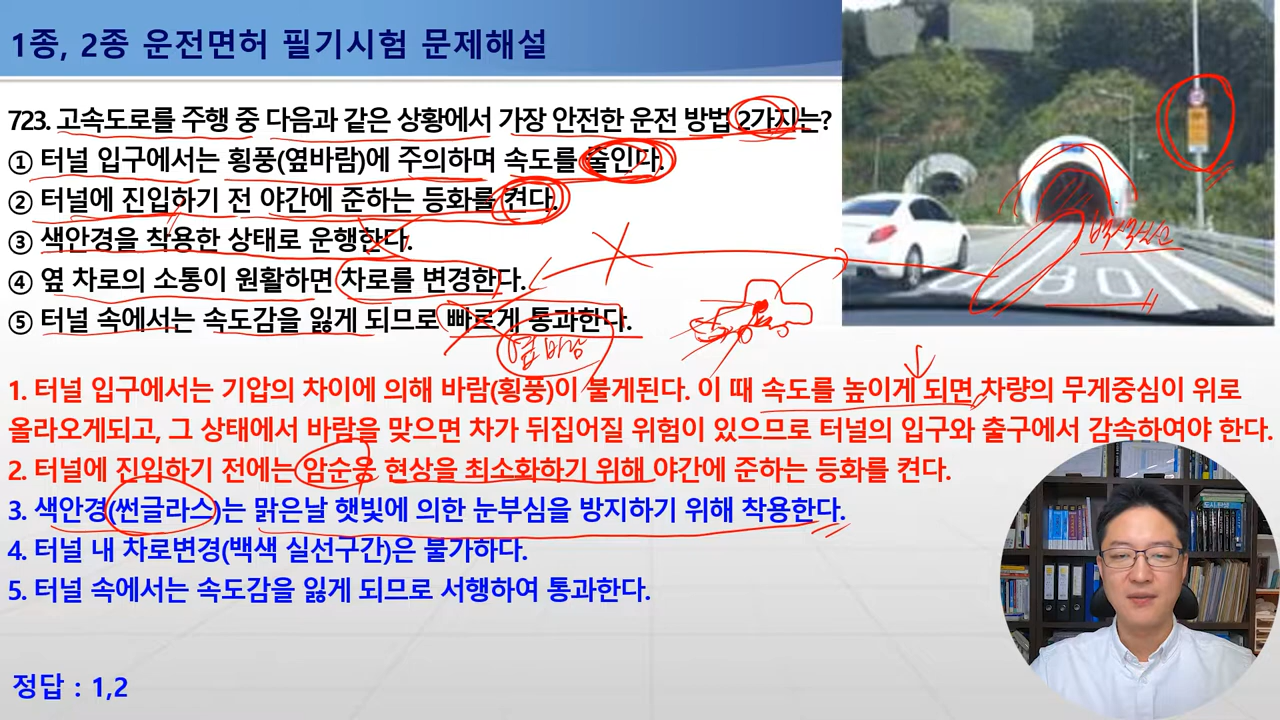 1종, 2종 운전면허 필기시험 문제해설
723. 고속도로를 주행 중 다음과 같은 상황에서 가장 안전한 운전 방법 2가지는?
① 터널 입구에서는 횡풍(옆바람)에 주의하며 속도를 줄인다.
② 터널에 진입하기 전 야간에 준하는 등화를 켠다.
③ 색안경을 착용한 상태로 운행한다.
④ 옆 차로의 소통이 원활하면 차로를 변경한다.
⑤ 터널 속에서는 속도감을 잃게 되므로 빠르게 통과한다.
옆바람
1. 터널 입구에서는 기압의 차이에 의해 바람(횡풍)이 불게된다. 이 때 속도를 높이게 되면 차량의 무게중심이 위로
올라오게되고, 그 상태에서 바람을 맞으면 차가 뒤집어질 위험이 있으므로 터널의 입구와 출구에서 감속하여야 한다.
2. 터널에 진입하기 전에는 암순응 현상을 최소화하기 위해 야간에 준하는 등화를 켠다.
3. 색안경(썬글라스)는 맑은날 햇빛에 의한 눈부심을 방지하기 위해 착용한다.
4. 터널 내 차로변경(백색 실선구간)은 불가하다.
5. 터널 속에서는 속도감을 잃게 되므로 서행하여 통과한다.
정답 : 1,2